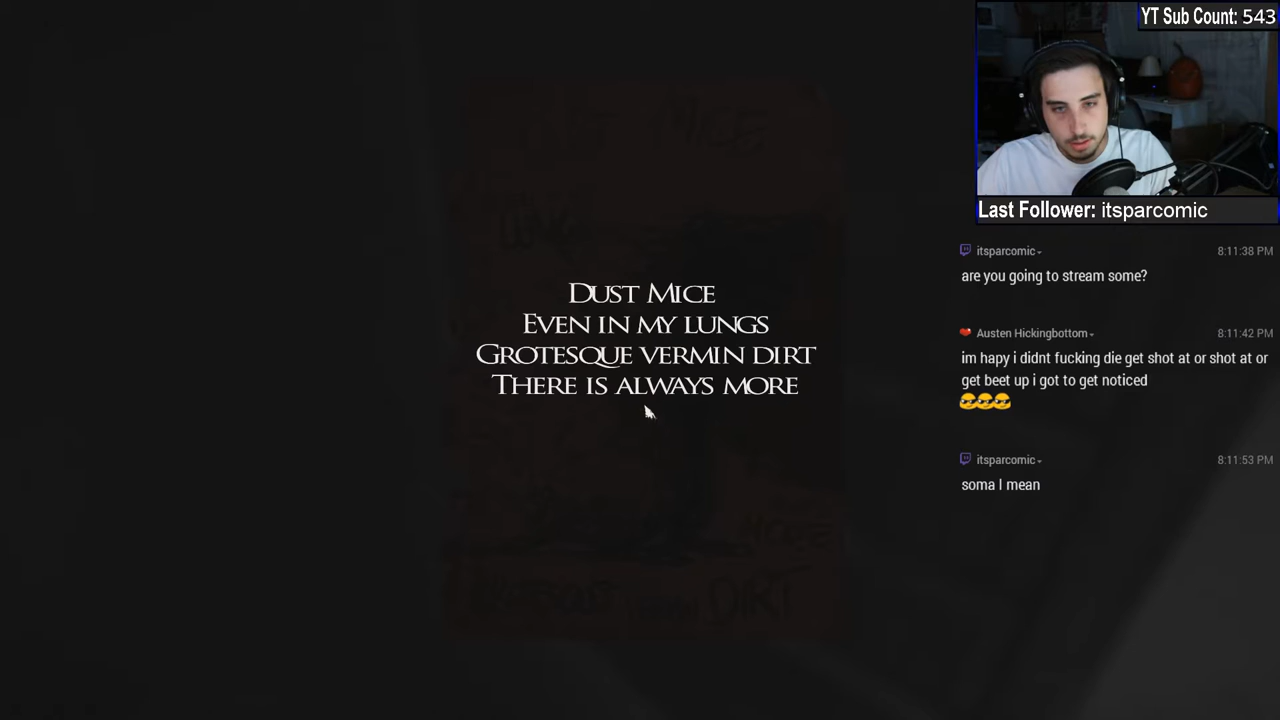 YT Sub Count: 543
DUST MICE
EVEN IN MY LUNGS
GROTESQUE VERMIN DIRT
THERE IS ALWAYS MORE
Last Follower: itsparcomic
itsparcomic
8:11:38 PM
are you going to stream some?
Austen Hickingbottom
8:11:42 PM
im hapy i didnt fucking die get shot at or shot at or
get beet up i got to get noticed
itsparcomic
8:11:53 PM
soma I mean
MICE
DIRT